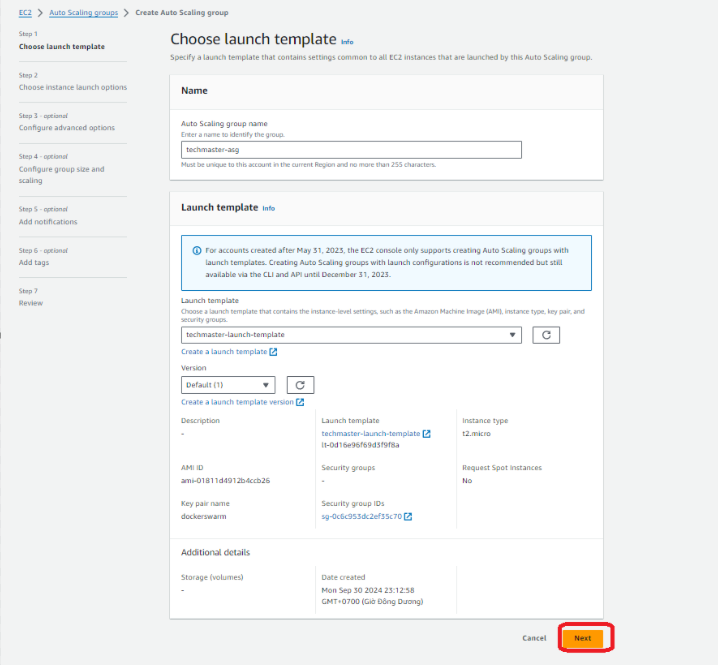 EC2 > Auto Scaling groups > Create Auto Scaling group
Step 1
Choose launch template
Step 2
Choose instance launch options
Step 3 - optional
Configure advanced options
Step 4 - optional
Configure group size and
scaling
Step 5 - optional
Add notifications
Step 6 - optional
Add tags
Step 7
Review
Choose launch template Info
Specify a launch template that contains settings common to all EC2 instances that are launched by this Auto Scaling group.
Name
Auto Scaling group name
Enter a name to identify the group.
techmaster-asg
Must be unique to this account in the current Region and no more than 255 characters.
Launch template Info
For accounts created after May 31, 2023, the EC2 console only supports creating Auto Scaling groups with
launch templates. Creating Auto Scaling groups with launch configurations is not recommended but still
available via the CLI and API until December 31, 2023.
Launch template
Choose a launch template that contains the instance-level settings, such as the Amazon Machine Image (AMI), instance type, key pair, and
security groups.
techmaster-launch-template
Create a launch template
Version
Default (1)
Create a launch template version
Description
-
Launch template
techmaster-launch-template
lt-0d16e96f69d3f9f8a
Instance type
t2.micro
AMI ID
ami-01811d4912b4ccb26
Security groups
-
Request Spot Instances
No
Key pair name
dockerswarm
Security group IDs
sg-0c6c953dc2ef35c70
Additional details
Storage (volumes)
-
Date created
Mon Sep 30 2024 23:12:58
GMT+0700 (Giờ Đông Dương)
Cancel
Next